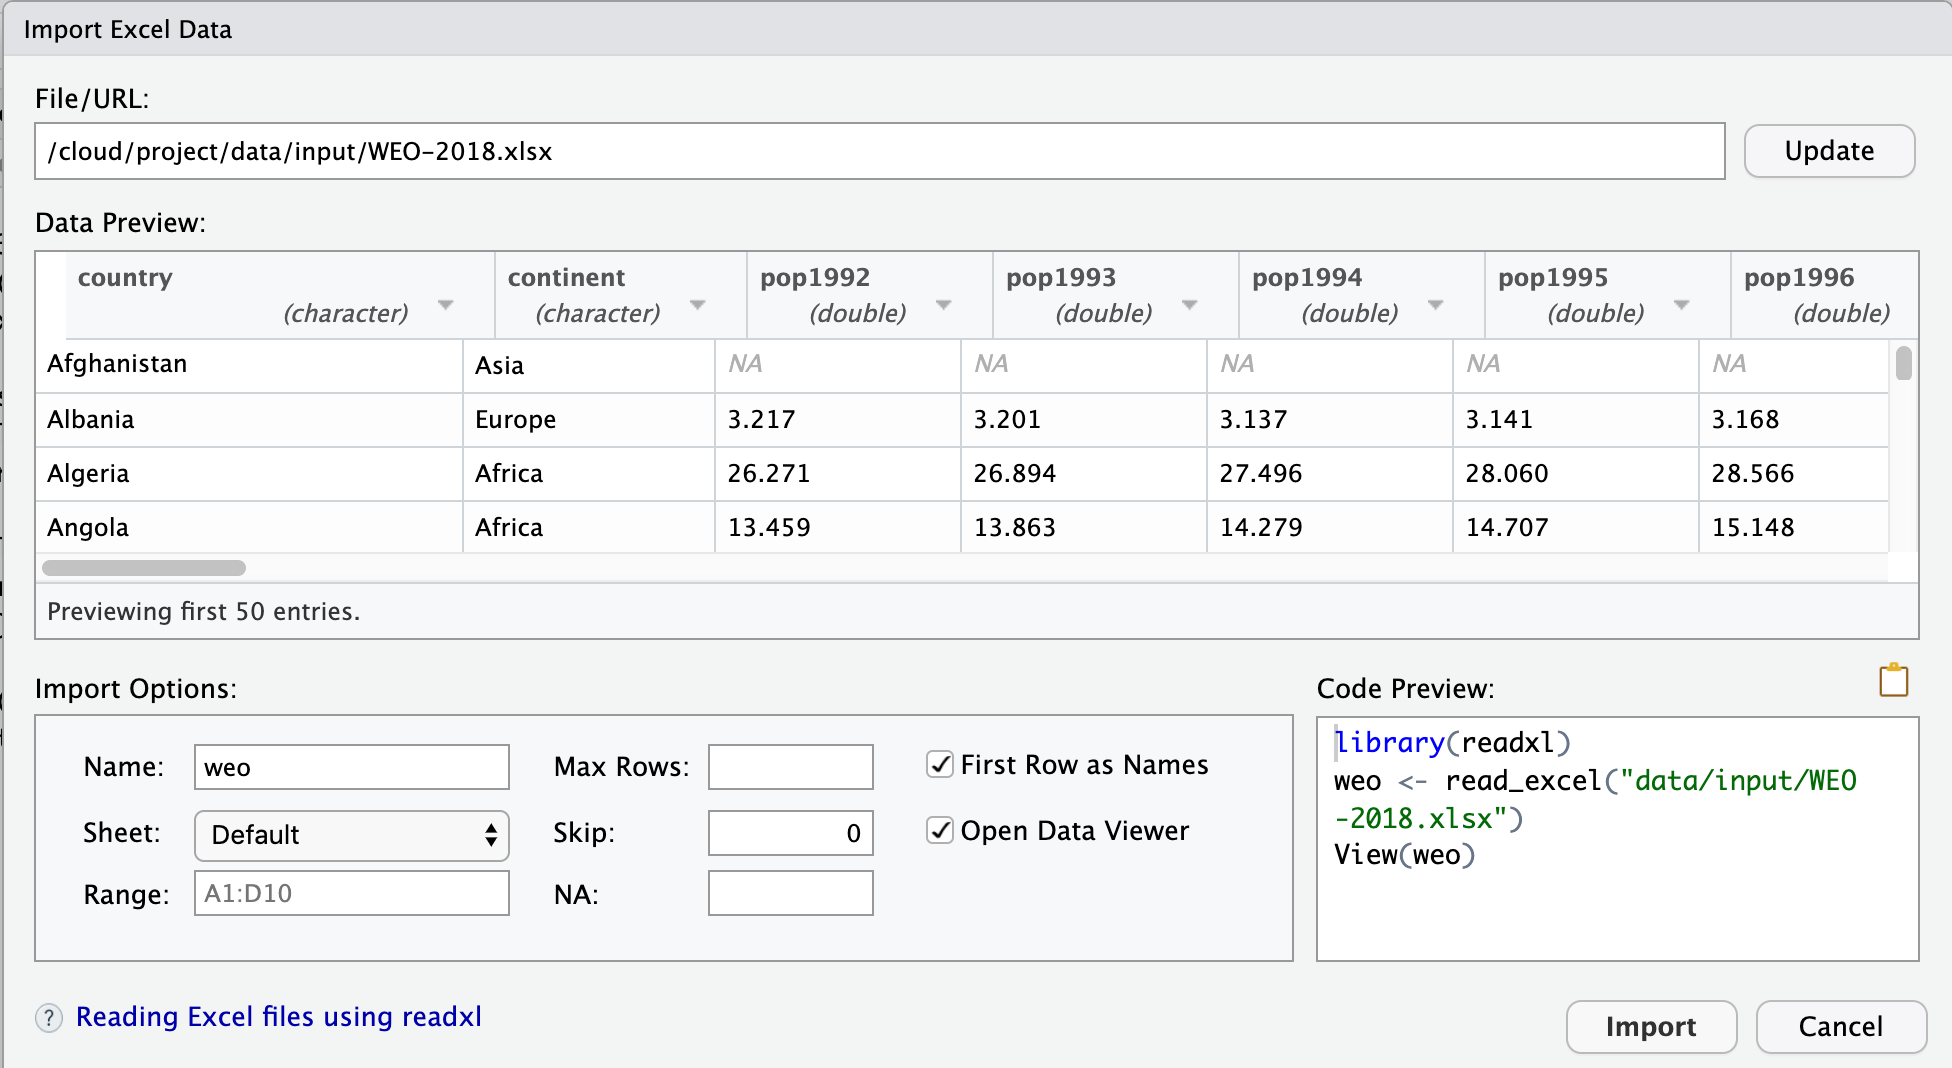 Import Excel Data
File/URL:
/cloud/project/data/input/WEO-2018.xlsx
Update
Data Preview:
country continent pop1992 pop1993 pop1994 pop1995 pop1996
(character) (character) (double) (double) (double) (double) (double)
Afghanistan Asia NA NA NA NA NA
Albania Europe 3.217 3.201 3.137 3.141 3.168
Algeria Africa 26.271 26.894 27.496 28.060 28.566
Angola Africa 13.459 13.863 14.279 14.707 15.148
Previewing first 50 entries.
Import Options:
Name: weo Max Rows: First Row as Names
Sheet: Default Skip: 0 Open Data Viewer
Range: A1:D10 NA:
Code Preview:
library(readxl)
weo <- read_excel("data/input/WEO
-2018.xlsx")
View(weo)
? Reading Excel files using readxl
Import Cancel